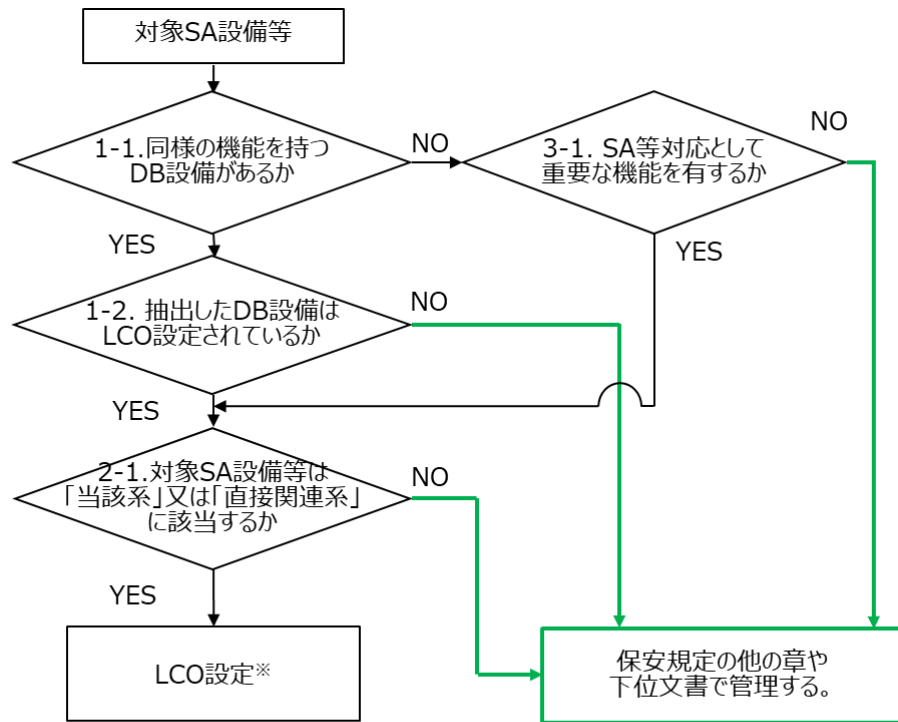 対象SA設備等
1-1.同様の機能を持つ
DB設備があるか
NO
3-1. SA等対応として
重要な機能を有するか
NO
YES
YES
1-2. 抽出したDB設備は
LCO設定されているか
NO
YES
2-1.対象SA設備等は
「当該系」又は「直接関連系」
に該当するか
NO
YES
LCO設定※
保安規定の他の章や
下位文書で管理する。